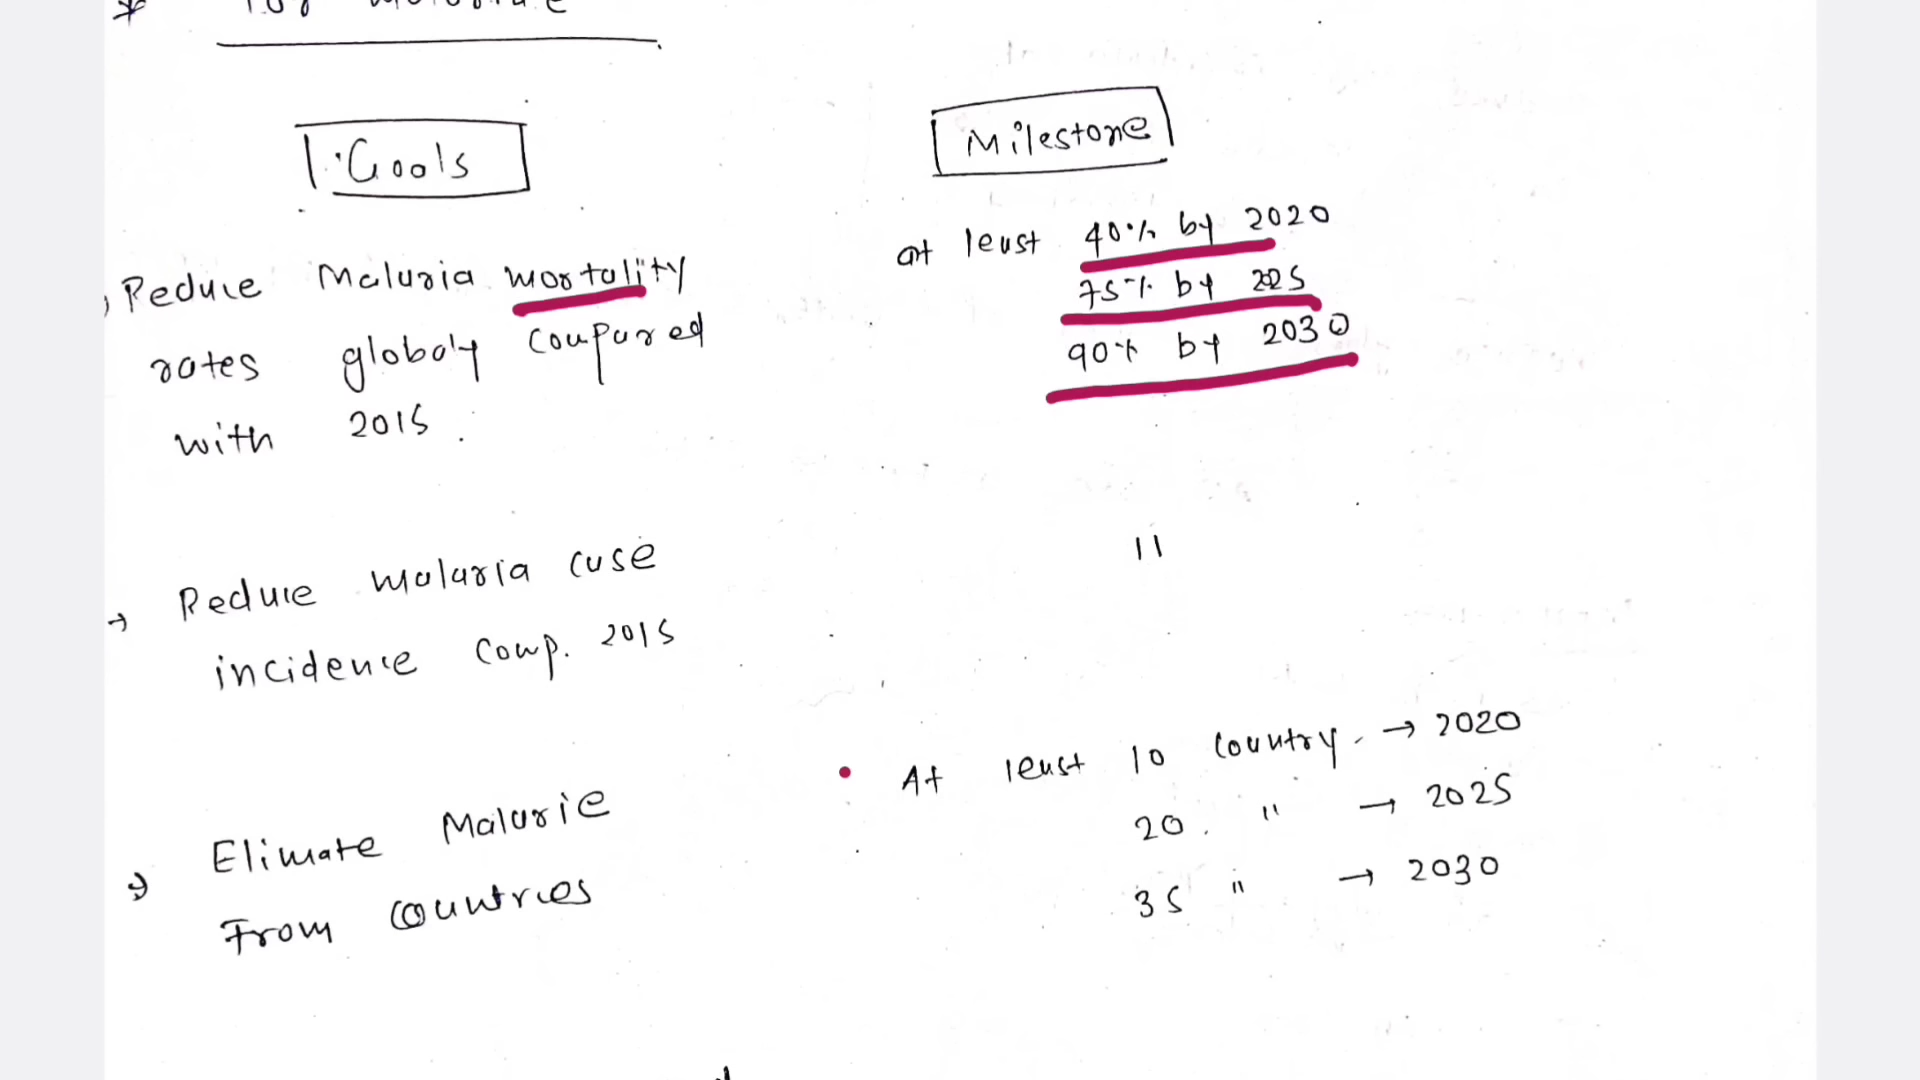 Goals
Milestone
at least 40% by 2020
75% by 2025
90% by 2030
Reduce Malaria mortality
rates globaly compared
with 2015.
"
→ Reduce malaria case
incidence comp. 2015
• At least 10 country. → 2020
20. " → 2025
35 " → 2030
→ Elimate Malarie
From countries